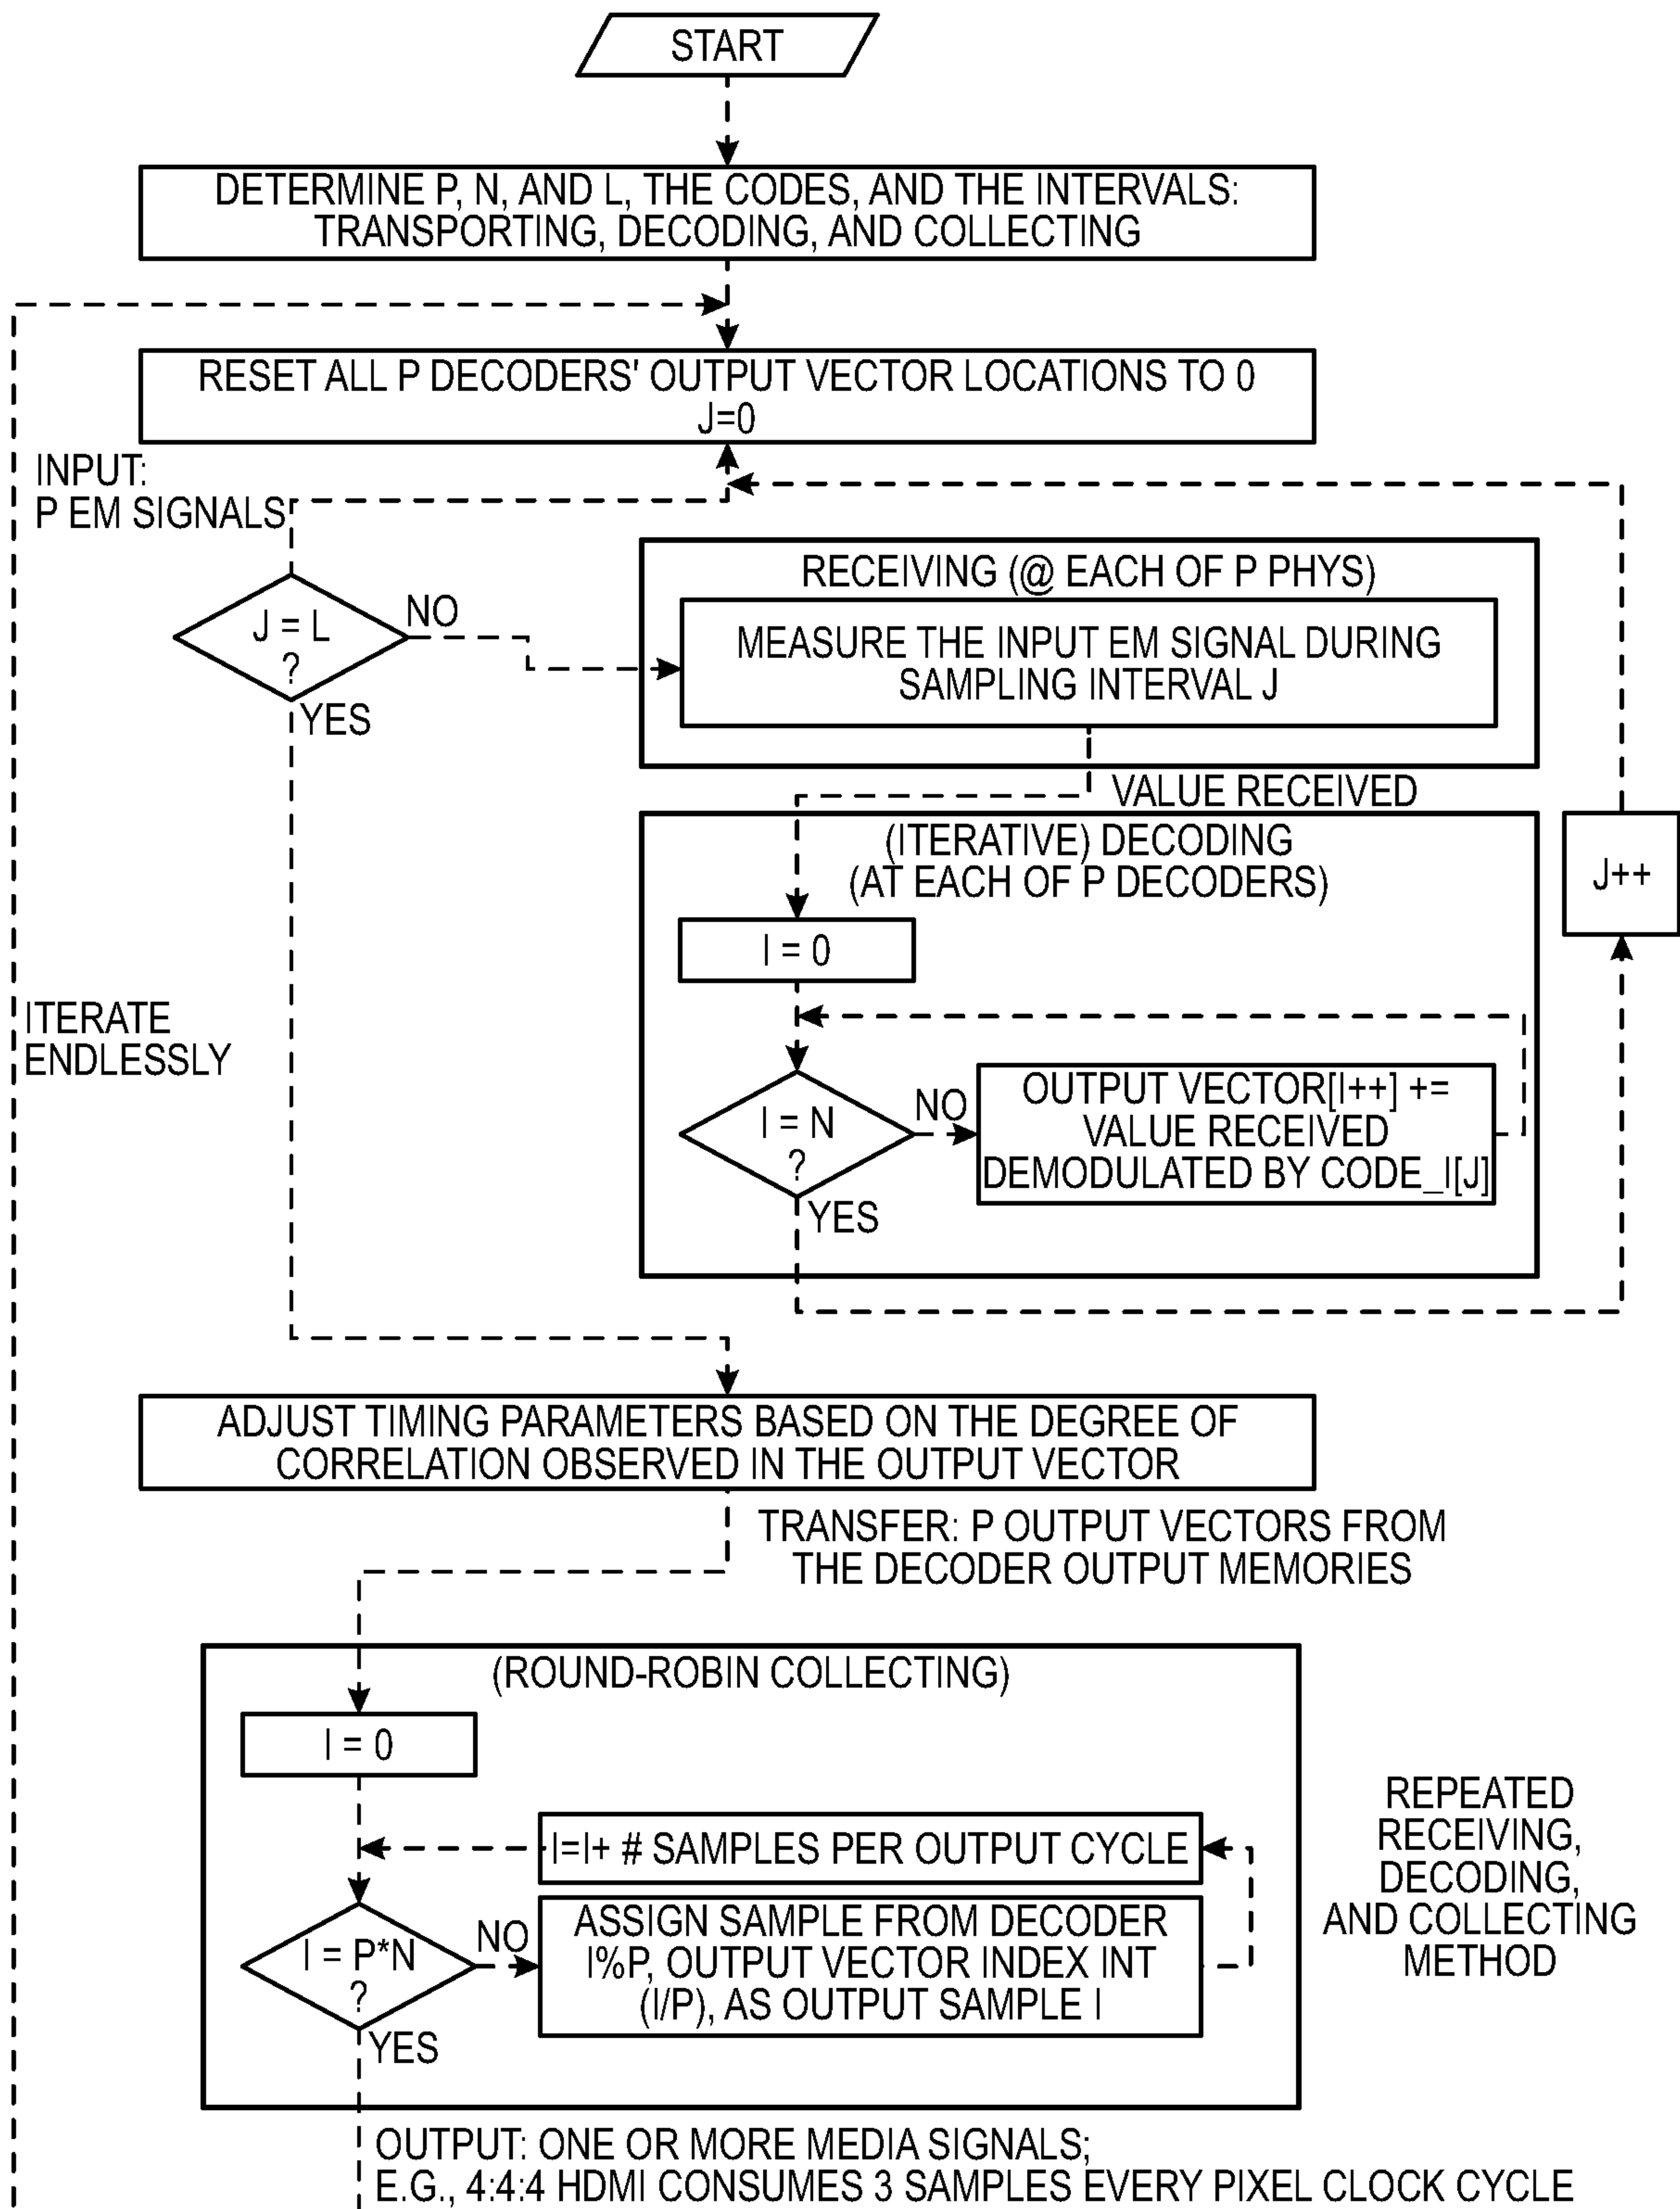 START
DETERMINE P, N, AND L, THE CODES, AND THE INTERVALS:
TRANSPORTING, DECODING, AND COLLECTING
RESET ALL P DECODERS' OUTPUT VECTOR LOCATIONS TO 0
J=0
INPUT:
P EM SIGNALS
J = L
?
NO
YES
RECEIVING (@ EACH OF P PHYS)
MEASURE THE INPUT EM SIGNAL DURING
SAMPLING INTERVAL J
VALUE RECEIVED
(ITERATIVE) DECODING
(AT EACH OF P DECODERS)
J++
I = 0
ITERATE
ENDLESSLY
I = N
?
NO
YES
OUTPUT VECTOR[I++] +=
VALUE RECEIVED
DEMODULATED BY CODE_I[J]
ADJUST TIMING PARAMETERS BASED ON THE DEGREE OF
CORRELATION OBSERVED IN THE OUTPUT VECTOR
TRANSFER: P OUTPUT VECTORS FROM
THE DECODER OUTPUT MEMORIES
(ROUND-ROBIN COLLECTING)
I = 0
I=I+ # SAMPLES PER OUTPUT CYCLE
I = P*N
?
NO
YES
ASSIGN SAMPLE FROM DECODER
I%P, OUTPUT VECTOR INDEX INT
(I/P), AS OUTPUT SAMPLE I
REPEATED
RECEIVING,
DECODING,
AND COLLECTING
METHOD
OUTPUT: ONE OR MORE MEDIA SIGNALS;
E.G., 4:4:4 HDMI CONSUMES 3 SAMPLES EVERY PIXEL CLOCK CYCLE